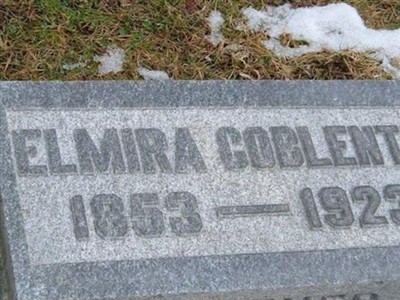 ELMIRA COBLENT
1853 — 1923